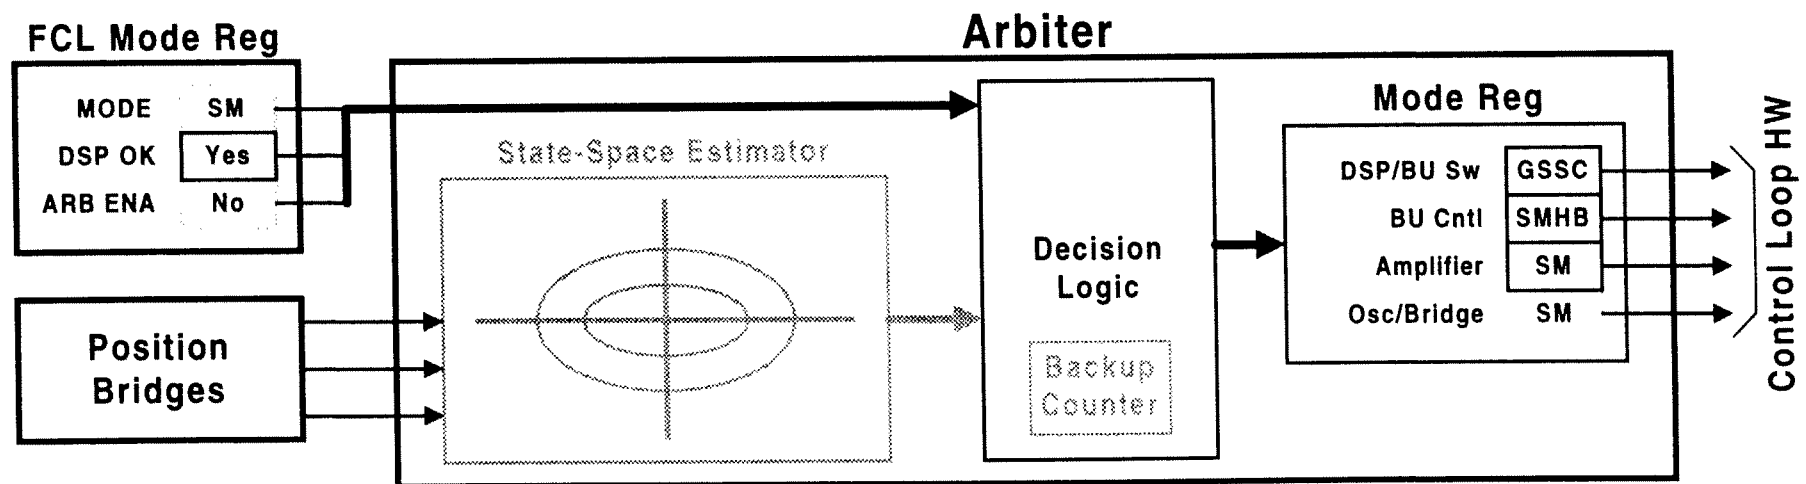 Arbiter
FCL Mode Reg
MODE SM
DSP OK Yes
ARB ENA No
Position
Bridges
State-Space Estimator
Decision
Logic
Backup
Counter
Mode Reg
DSP/BU Sw GSSC
BU Cntl SMHB
Amplifier SM
Osc/Bridge SM
Control Loop HW